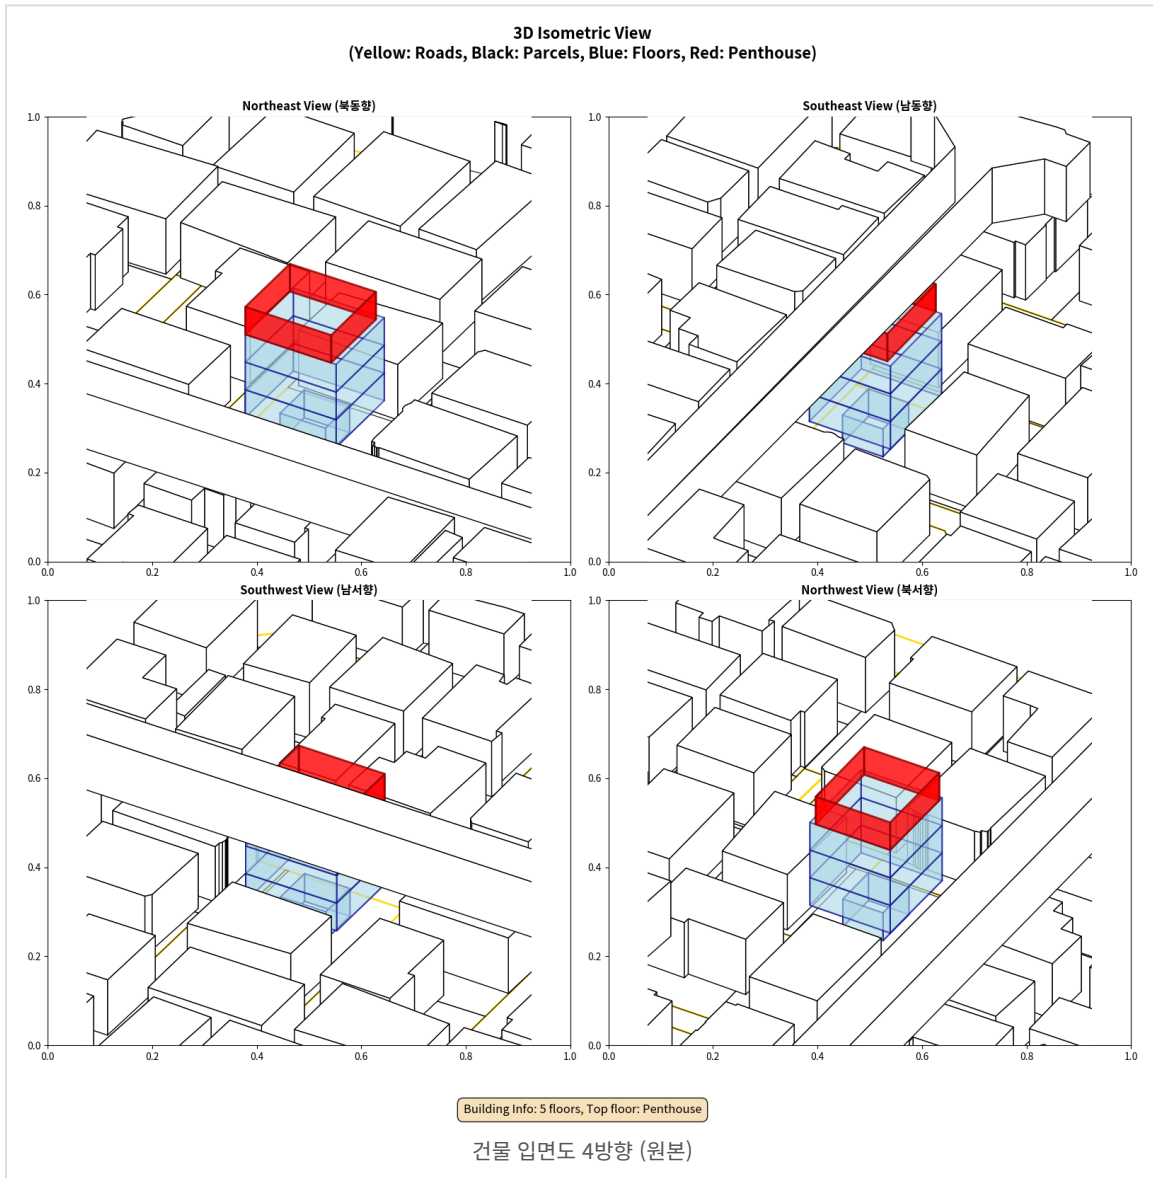 3D Isometric View
(Yellow: Roads, Black: Parcels, Blue: Floors, Red: Penthouse)
Northeast View (북동향)
1.0
0.8
0.6
0.4
0.2
0.0
0.0 0.2 0.4 0.6 0.8 1.0
Southeast View (남동향)
1.0
0.8
0.6
0.4
0.2
0.0
0.0 0.2 0.4 0.6 0.8 1.0
Southwest View (남서향)
1.0
0.8
0.6
0.4
0.2
0.0
0.0 0.2 0.4 0.6 0.8 1.0
Northwest View (북서향)
1.0
0.8
0.6
0.4
0.2
0.0
0.0 0.2 0.4 0.6 0.8 1.0
Building Info: 5 floors, Top floor: Penthouse
건물 입면도 4방향 (원본)